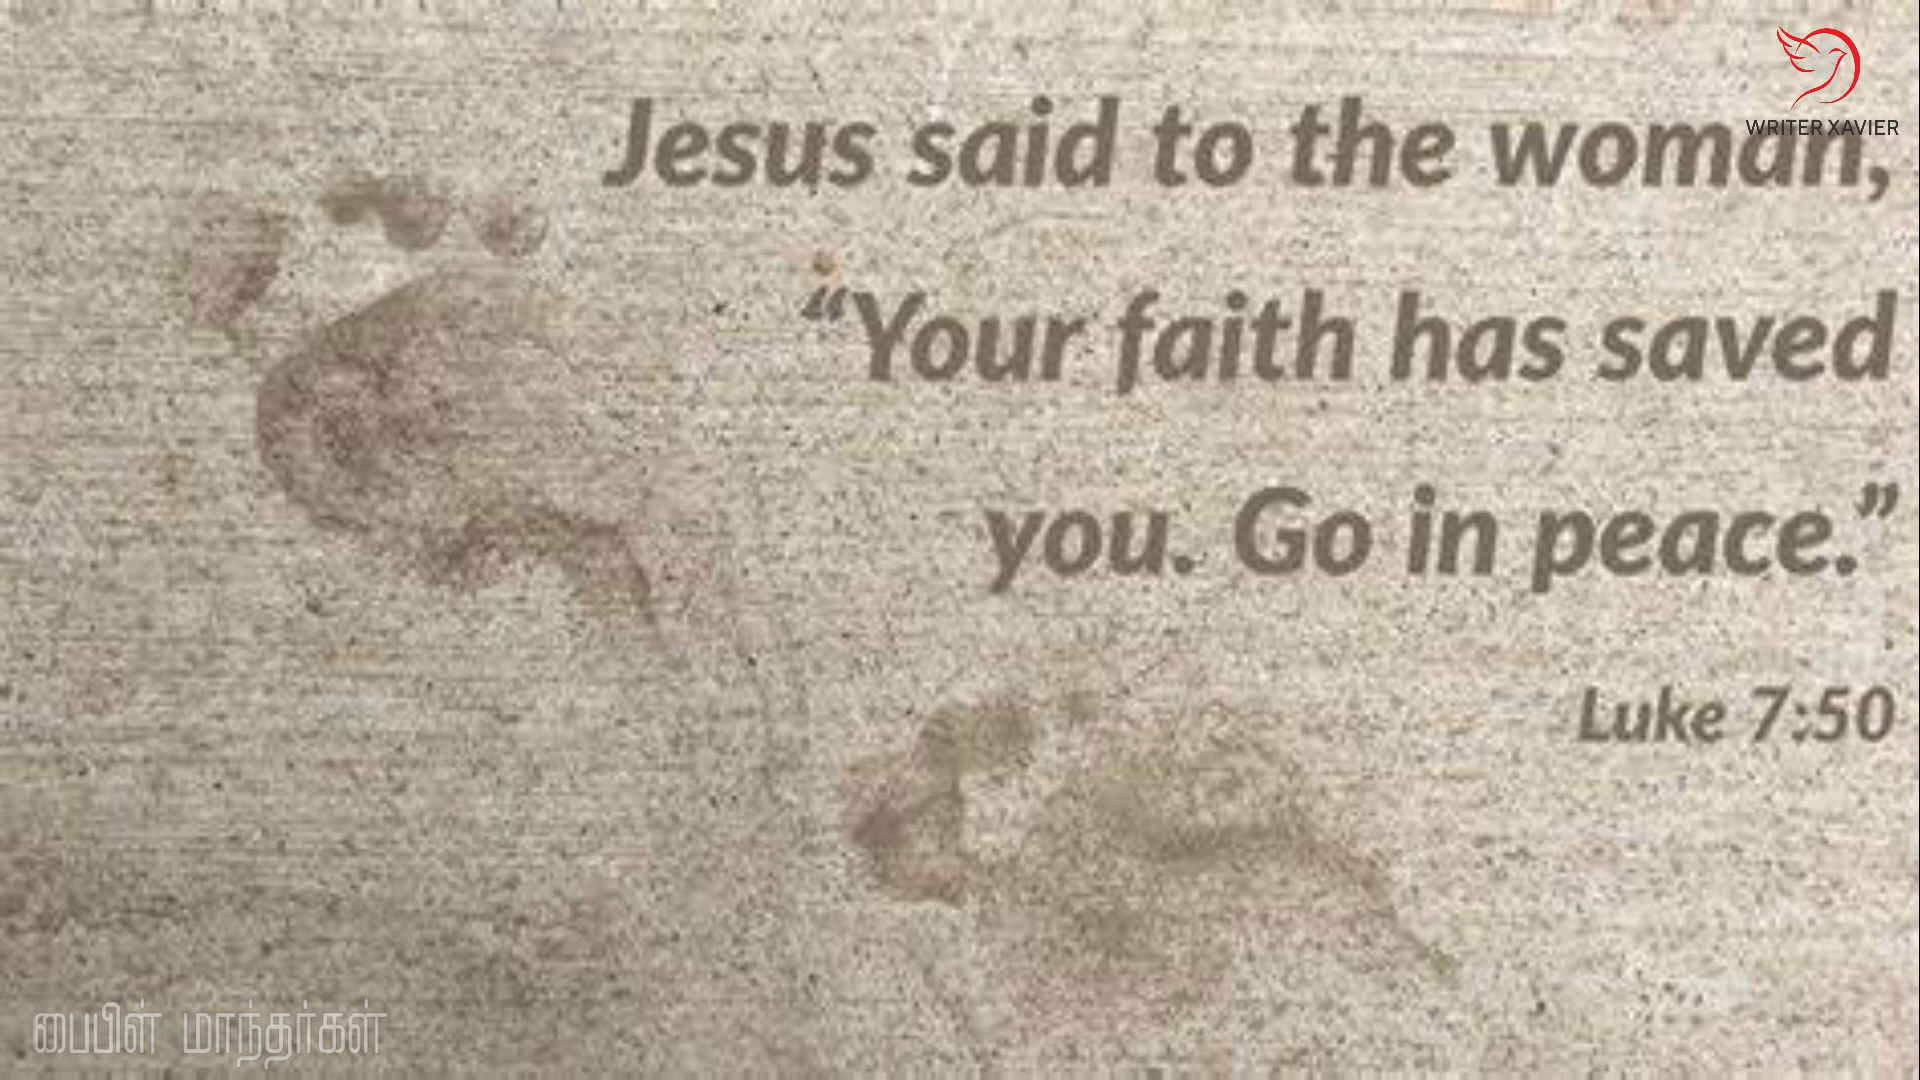 WRITER XAVIER
Jesus said to the woman,
“Your faith has saved
you. Go in peace.”
Luke 7:50
பைபிள் மாந்தர்கள்